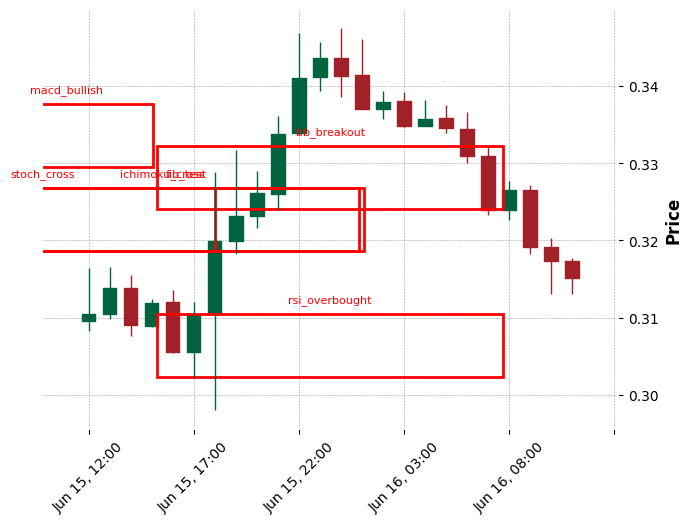 macd_bullish
0.34
bb_breakout
0.33
stoch_cross
ichimoku_cross
fib_test
0.32
Price
rsi_overbought
0.31
0.30
Jun 15, 12:00
Jun 15, 17:00
Jun 15, 22:00
Jun 16, 03:00
Jun 16, 08:00